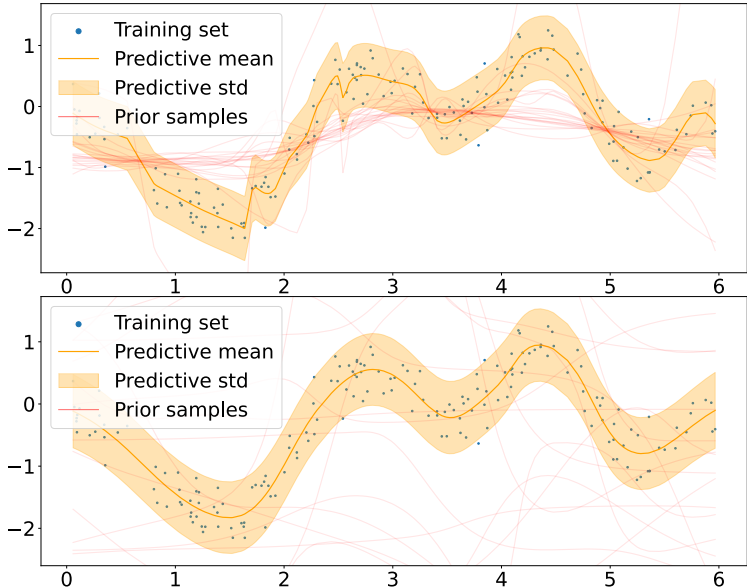 1
0
−1
−2
Training set
Predictive mean
Predictive std
Prior samples
0 1 2 3 4 5 6
1
0
−1
−2
Training set
Predictive mean
Predictive std
Prior samples
0 1 2 3 4 5 6